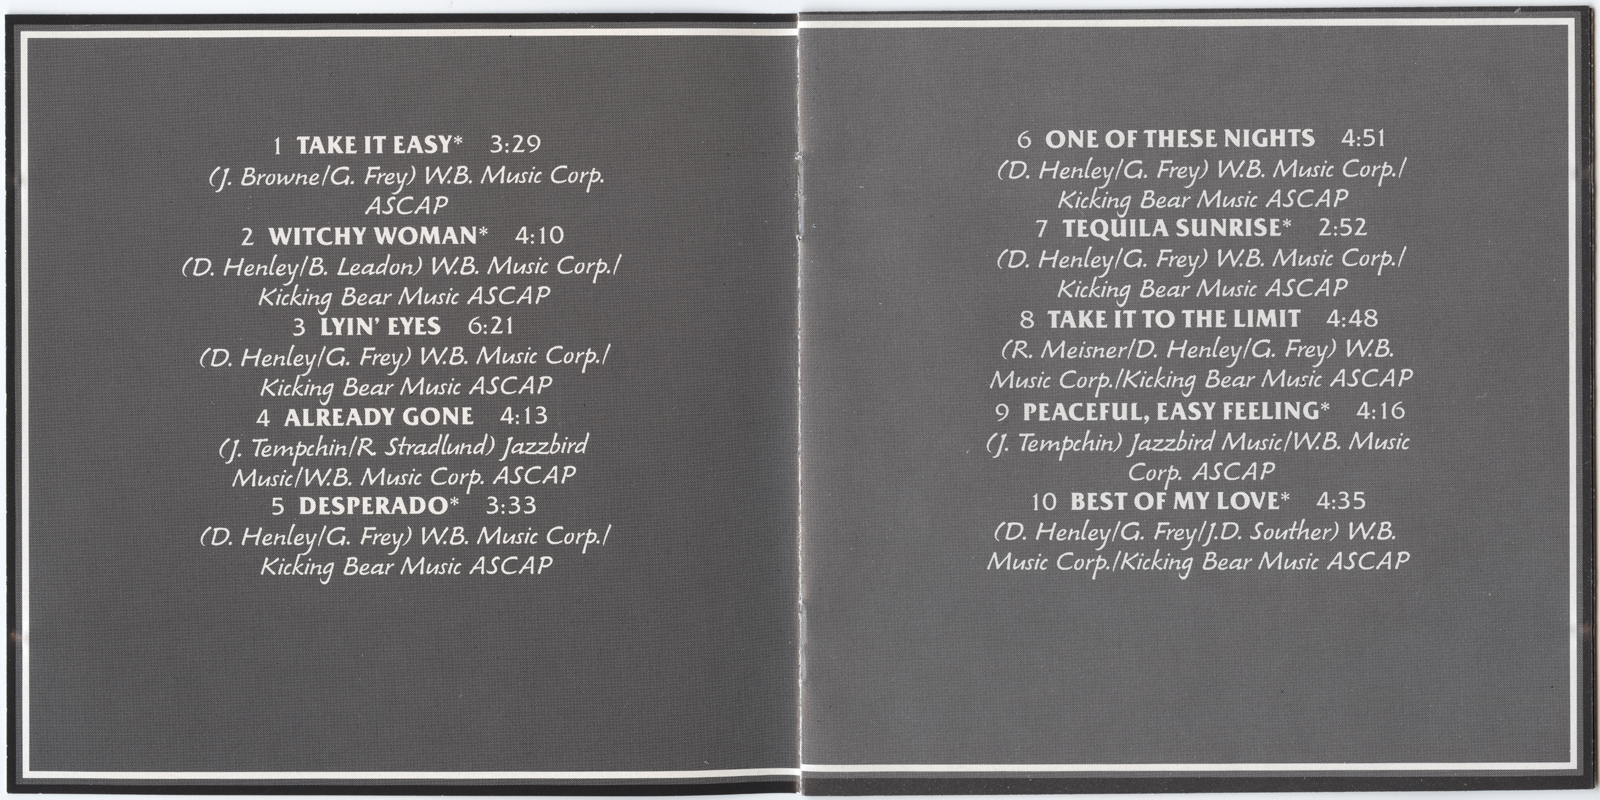 1 TAKE IT EASY* 3:29
(J. Browne/G. Frey) W.B. Music Corp.
ASCAP
2 WITCHY WOMAN* 4:10
(D. Henley/B. Leadon) W.B. Music Corp./
Kicking Bear Music ASCAP
3 LYIN' EYES 6:21
(D. Henley/G. Frey) W.B. Music Corp./
Kicking Bear Music ASCAP
4 ALREADY GONE 4:13
(J. Tempchin/R. Stradlund) Jazzbird
Music/W.B. Music Corp. ASCAP
5 DESPERADO* 3:33
(D. Henley/G. Frey) W.B. Music Corp./
Kicking Bear Music ASCAP
6 ONE OF THESE NIGHTS 4:51
(D. Henley/G. Frey) W.B. Music Corp./
Kicking Bear Music ASCAP
7 TEQUILA SUNRISE* 2:52
(D. Henley/G. Frey) W.B. Music Corp./
Kicking Bear Music ASCAP
8 TAKE IT TO THE LIMIT 4:48
(R. Meisner/D. Henley/G. Frey) W.B.
Music Corp./Kicking Bear Music ASCAP
9 PEACEFUL, EASY FEELING* 4:16
(J. Tempchin) Jazzbird Music/W.B. Music
Corp. ASCAP
10 BEST OF MY LOVE* 4:35
(D. Henley/G. Frey/J.D. Souther) W.B.
Music Corp./Kicking Bear Music ASCAP